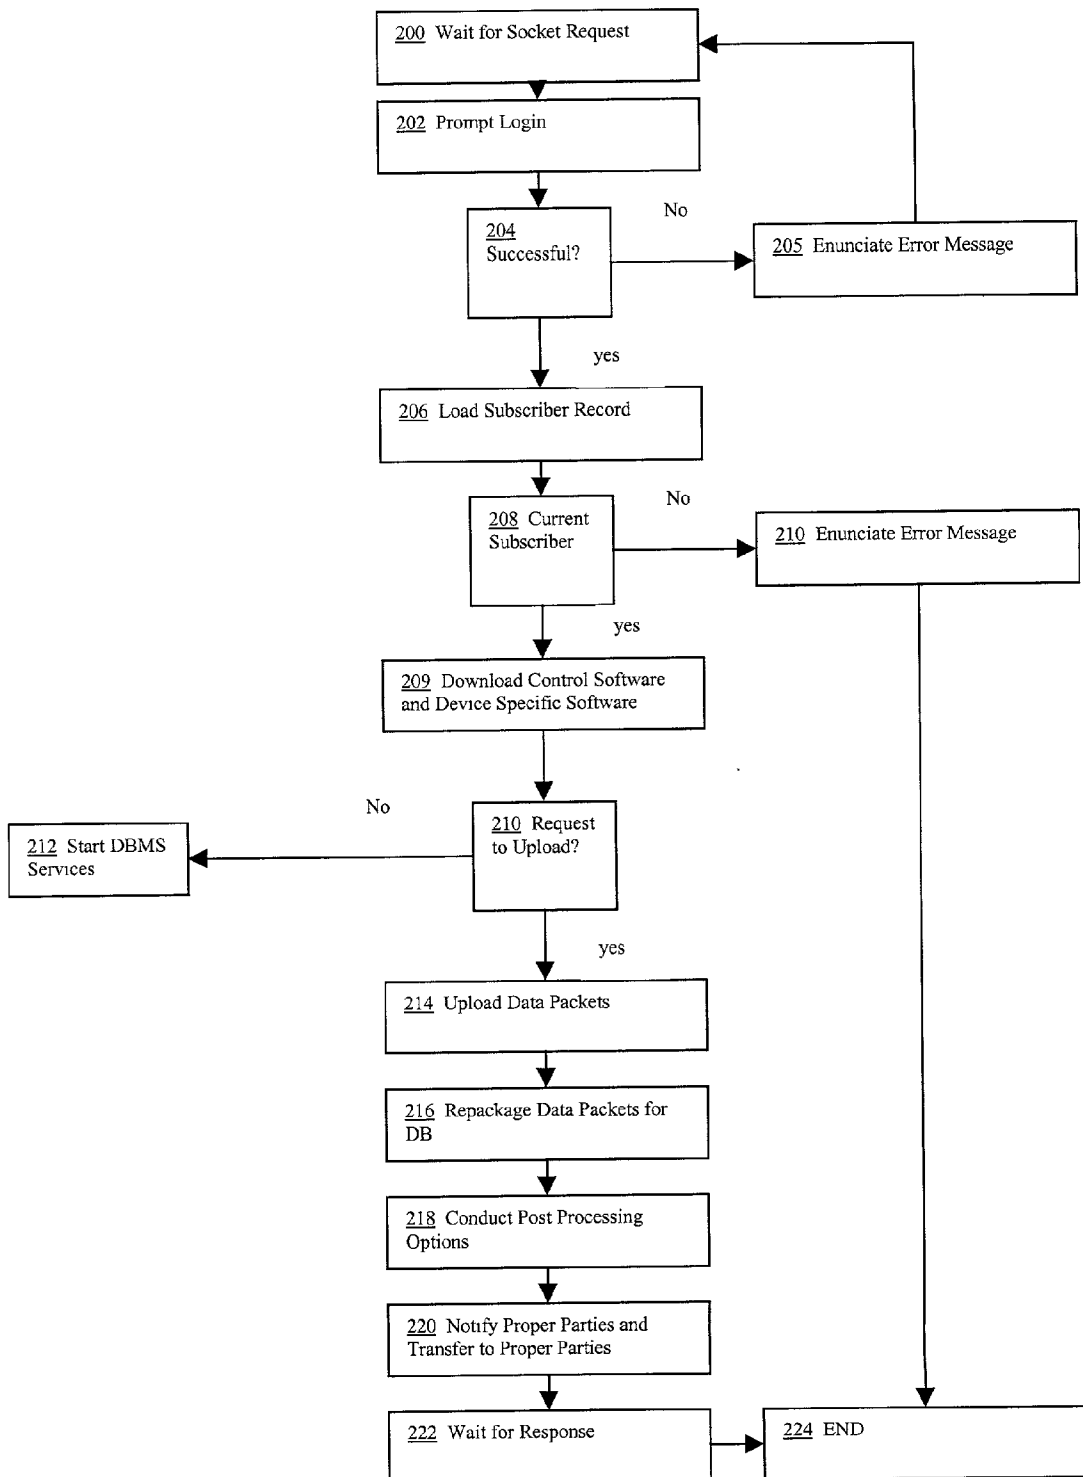 200 Wait for Socket Request
202 Prompt Login
No
204
Successful?
205 Enunciate Error Message
yes
206 Load Subscriber Record
No
208 Current
Subscriber
210 Enunciate Error Message
yes
209 Download Control Software
and Device Specific Software
No
210 Request
to Upload?
212 Start DBMS
Services
yes
214 Upload Data Packets
216 Repackage Data Packets for
DB
218 Conduct Post Processing
Options
220 Notify Proper Parties and
Transfer to Proper Parties
222 Wait for Response
224 END